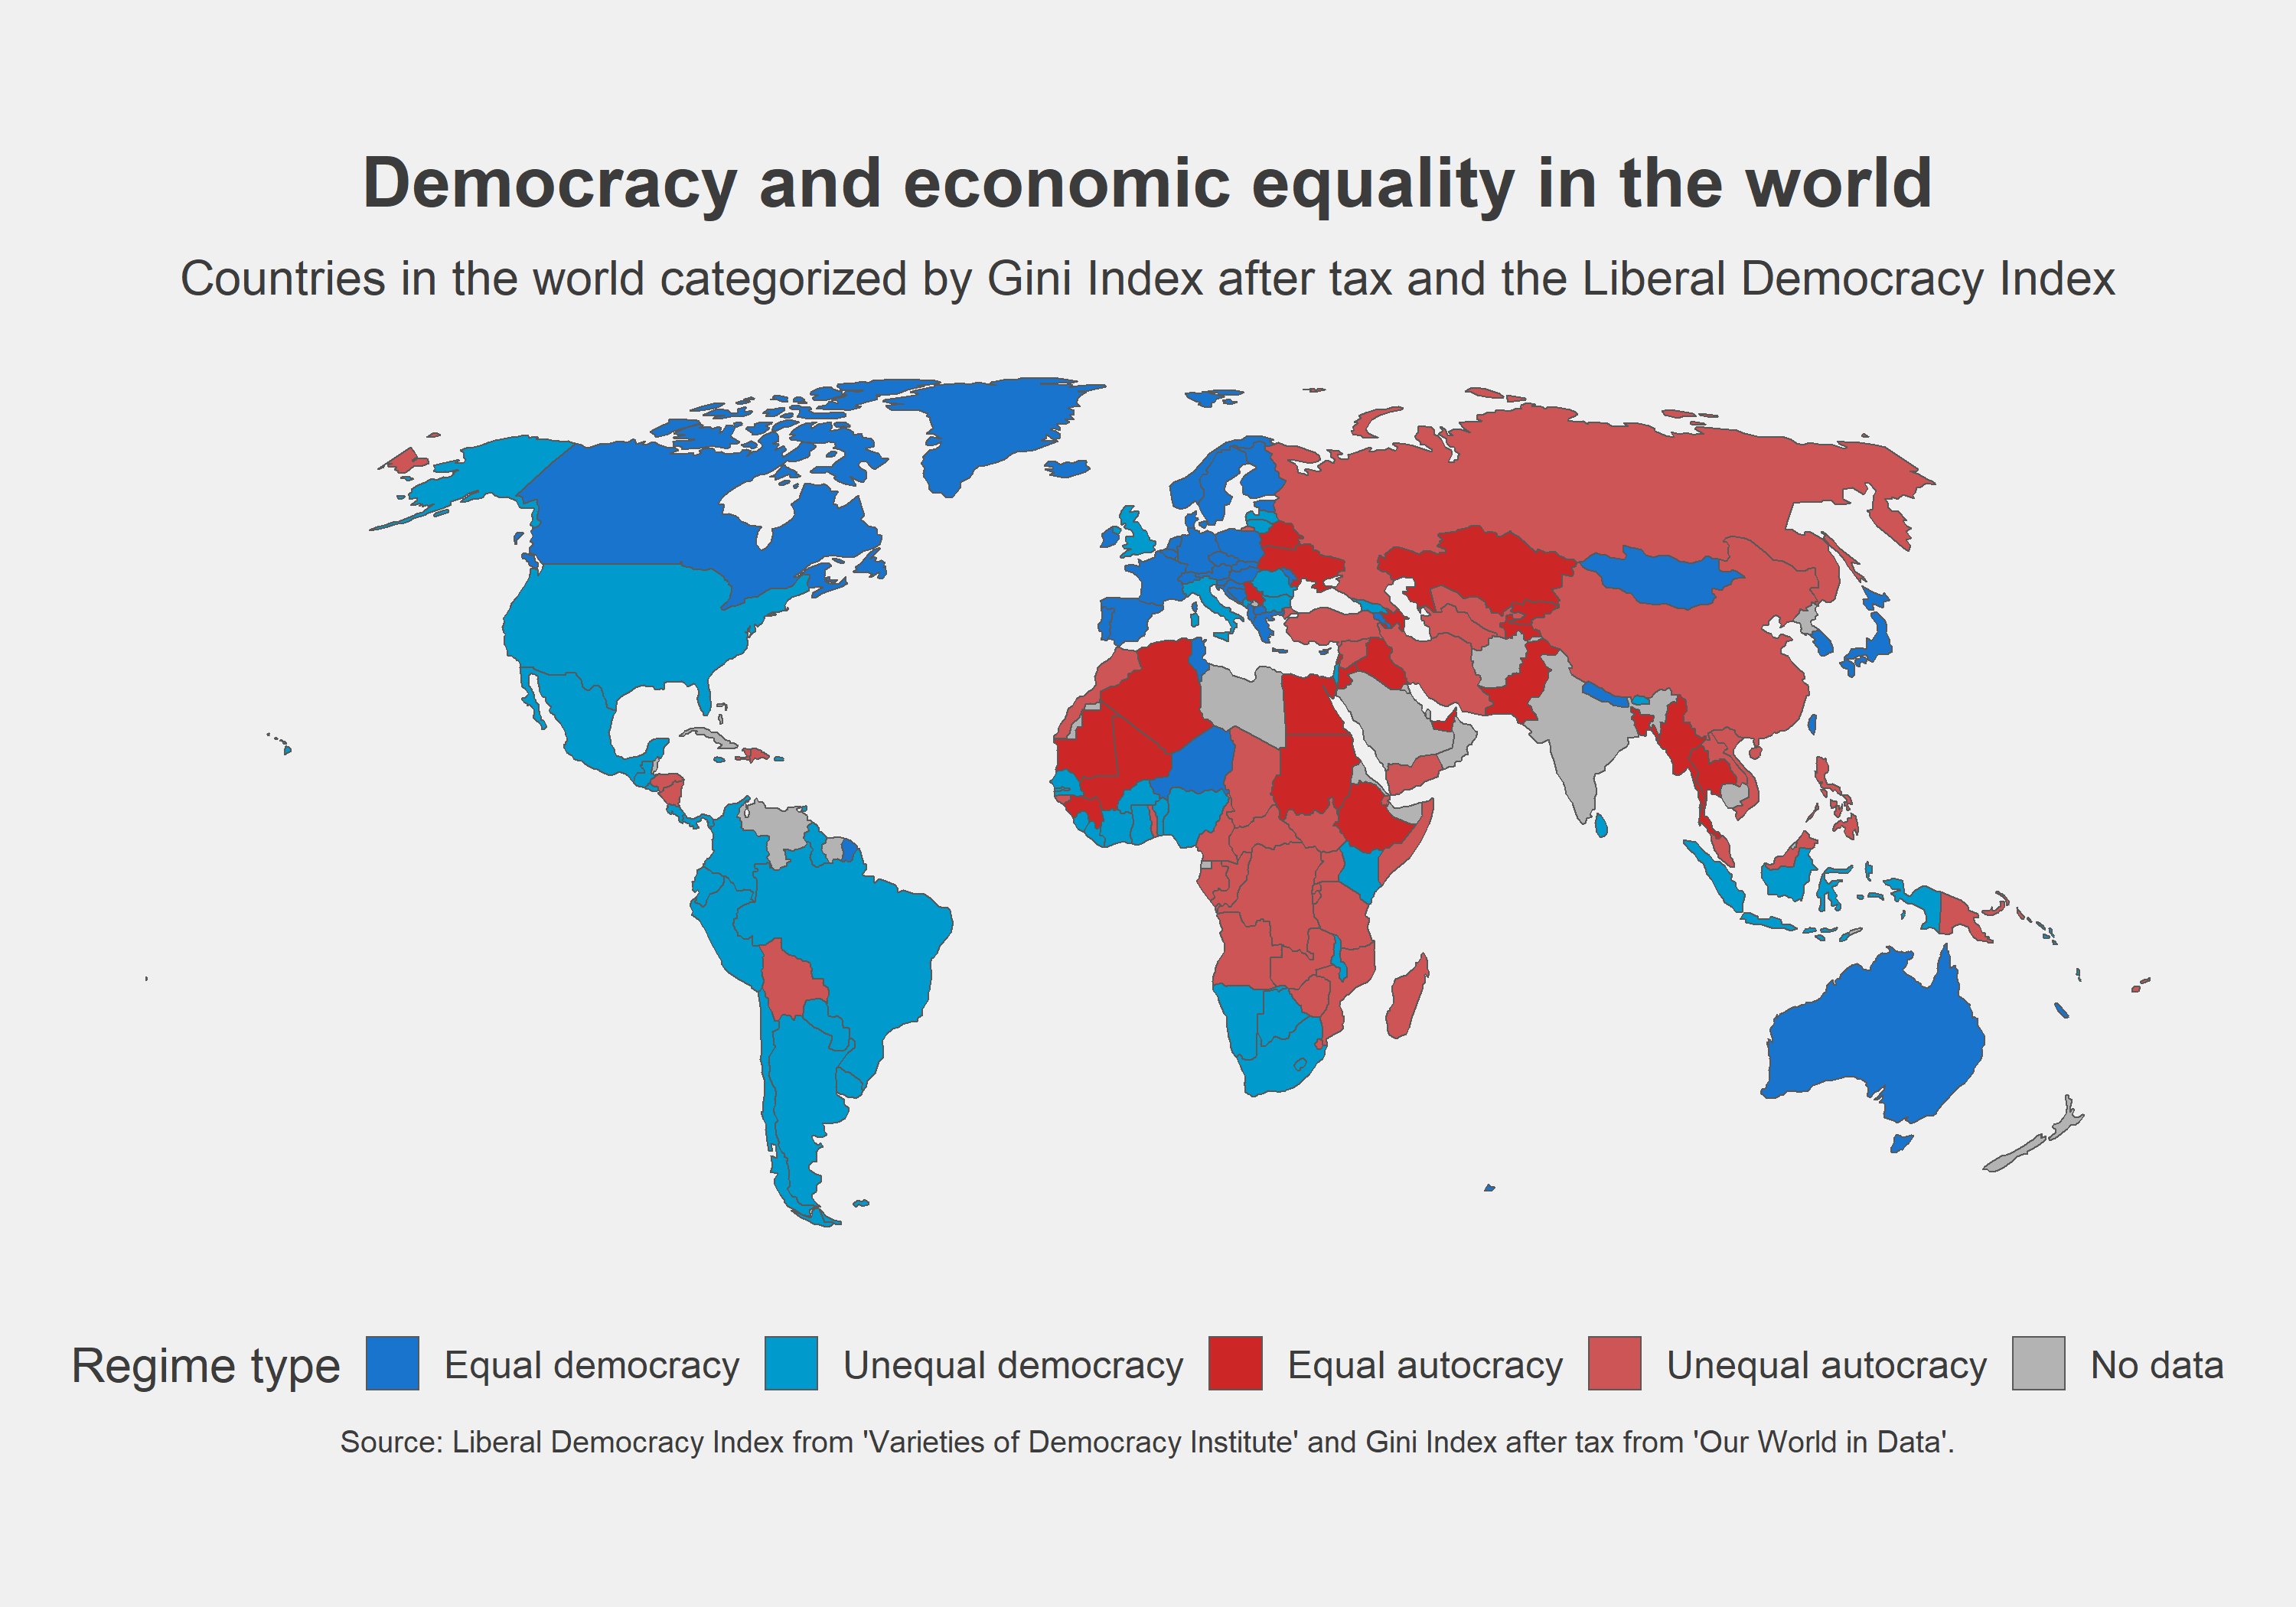 Democracy and economic equality in the world
Countries in the world categorized by Gini Index after tax and the Liberal Democracy Index
Regime type Equal democracy Unequal democracy Equal autocracy Unequal autocracy No data
Source: Liberal Democracy Index from 'Varieties of Democracy Institute' and Gini Index after tax from 'Our World in Data'.